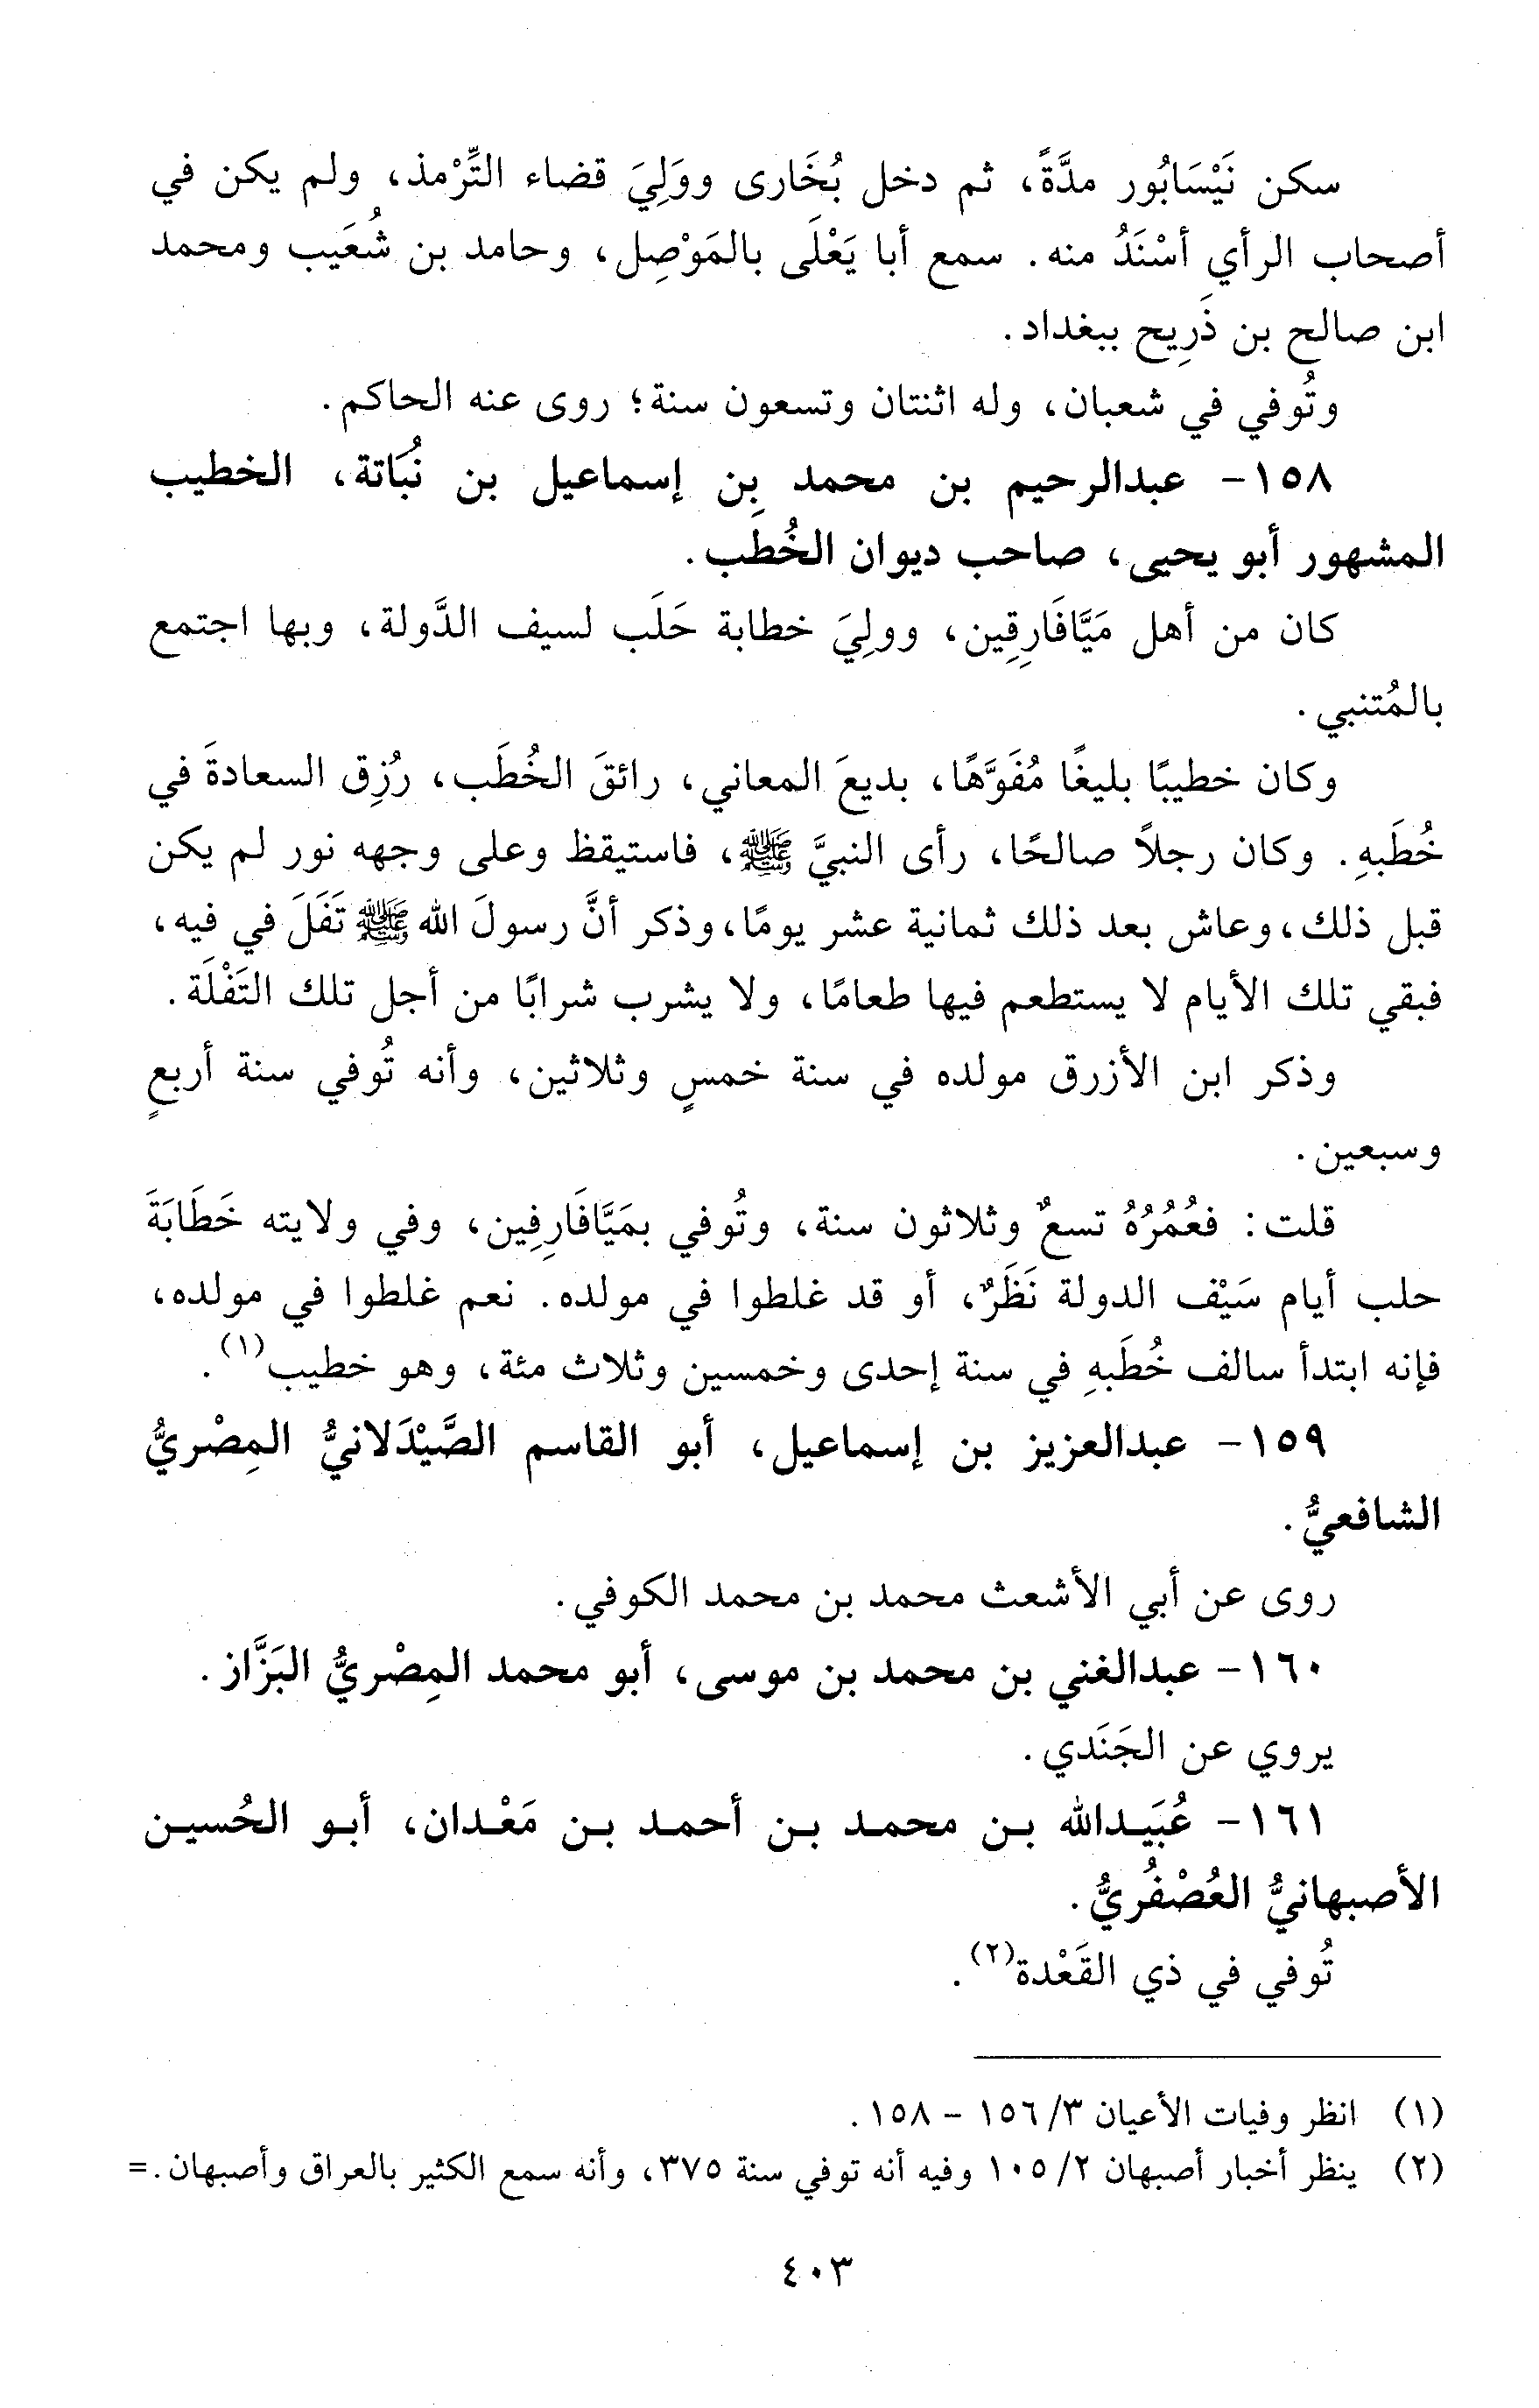 سكن نَيْسَابُور مدَّةً، ثم دخل بُخَارى ووَلِيَ قضاء التِّرْمذ، ولم يكن في
أصحاب الرأي أسْنَدُ منه. سمع أبا يَعْلَى بالمَوْصِل، وحامد بن شُعَيب ومحمد
ابن صالح بن ذَرِيح ببغداد.
وتُوفي في شعبان، وله اثنتان وتسعون سنة؛ روى عنه الحاكم.
١٥٨- عبدالرحيم بن محمد بن إسماعيل بن نُبَاتة، الخطيب
المشهور أبو يحيى، صاحب ديوان الخُطَب.
كان من أهل مَيَّافَارِقِين، ووليَ خطابة حَلَب لسيف الدَّولة، وبها اجتمع
بالمُتنبي.
وكان خطيبًا بليغًا مُفَوَّهًا، بديعَ المعاني، رائقَ الخُطَب، رُزِق السعادةَ في
خُطَبهِ. وكان رجلاً صالحًا، رأى النبيَّ ﷺ، فاستيقظ وعلى وجهه نور لم يكن
قبل ذلك، وعاش بعد ذلك ثمانية عشر يومًا، وذكر أنَّ رسولَ الله ﷺ تَفَلَ في فيه،
فبقي تلك الأيام لا يستطعم فيها طعامًا، ولا يشرب شرابًا من أجل تلك التَفْلَة.
وذكر ابن الأزرق مولده في سنة خمسٍ وثلاثين، وأنه تُوفي سنة أربعٍ
وسبعين.
قلت: فعُمُرُهُ تسعٌ وثلاثون سنة، وتُوفي بمَيَّافَارِفِين، وفي ولايته خَطَابَةَ
حلب أيام سَيْف الدولة نَظَرٌ، أو قد غلطوا في مولده. نعم غلطوا في مولده،
فإنه ابتدأ سالف خُطَبهِ في سنة إحدى وخمسين وثلاث مئة، وهو خطيب(١).
١٥٩- عبدالعزيز بن إسماعيل، أبو القاسم الصَّيْدَلانيُّ المِصْريُّ
الشافعيُّ.
روى عن أبي الأشعث محمد بن محمد الكوفي.
١٦٠- عبدالغني بن محمد بن موسى، أبو محمد المِصْريُّ البَزَّاز.
يروي عن الجَنَدي.
١٦١- عُبَيدالله بن محمد بن أحمد بن مَعْدان، أبو الحُسين
الأصبهانيُّ العُصْفُريُّ.
تُوفي في ذي القَعْدة(٢).
(١) انظر وفيات الأعيان ٣/ ١٥٦ - ١٥٨.
(٢) ينظر أخبار أصبهان ٢/ ١٠٥ وفيه أنه توفي سنة ٣٧٥، وأنه سمع الكثير بالعراق وأصبهان. =
٤٠٣